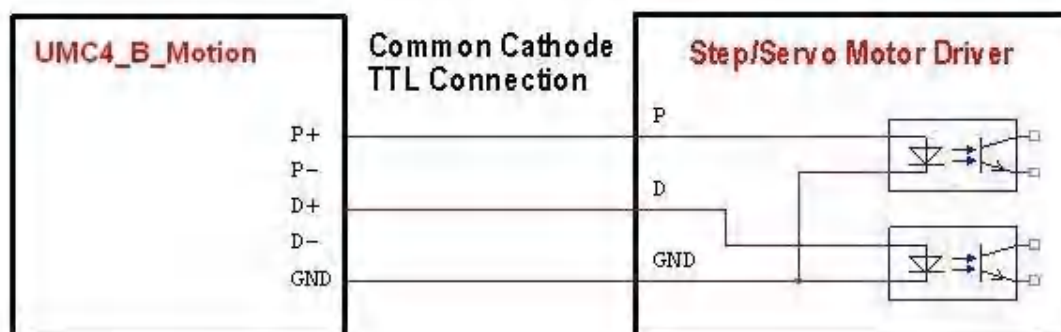 UMC4_B_Motion
Common Cathode
TTL Connection
Step/Servo Motor Driver
P+
P-
D+
D-
GND
P
D
GND